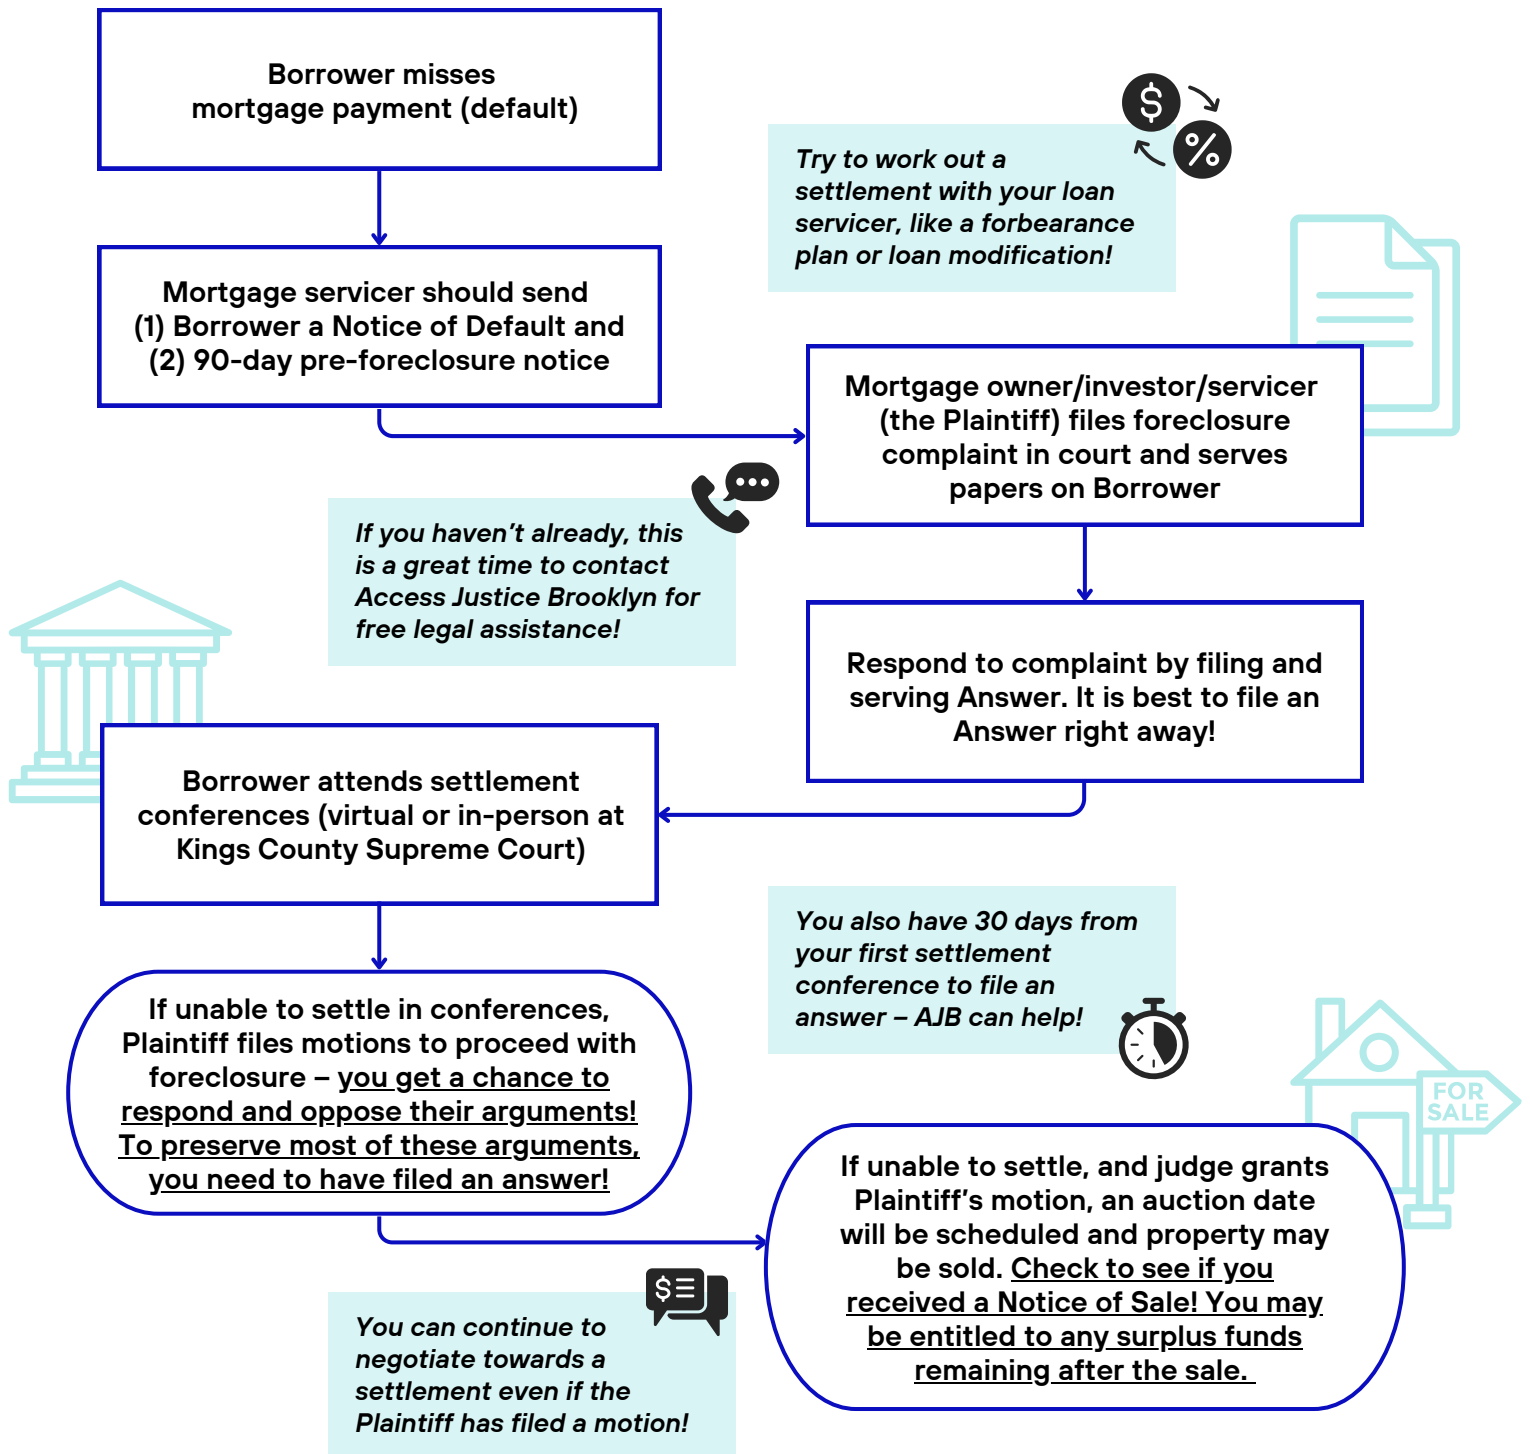 Borrower misses
mortgage payment (default)
Try to work out a
settlement with your loan
servicer, like a forbearance
plan or loan modification!
Mortgage servicer should send
(1) Borrower a Notice of Default and
(2) 90-day pre-foreclosure notice
Mortgage owner/investor/servicer
(the Plaintiff) files foreclosure
complaint in court and serves
papers on Borrower
If you haven’t already, this
is a great time to contact
Access Justice Brooklyn for
free legal assistance!
Respond to complaint by filing and
serving Answer. It is best to file an
Answer right away!
Borrower attends settlement
conferences (virtual or in-person at
Kings County Supreme Court)
You also have 30 days from
your first settlement
conference to file an
answer – AJB can help!
If unable to settle in conferences,
Plaintiff files motions to proceed with
foreclosure – you get a chance to
respond and oppose their arguments!
To preserve most of these arguments,
you need to have filed an answer!
FOR
SALE
If unable to settle, and judge grants
Plaintiff’s motion, an auction date
will be scheduled and property may
be sold. Check to see if you
received a Notice of Sale! You may
be entitled to any surplus funds
remaining after the sale.
You can continue to
negotiate towards a
settlement even if the
Plaintiff has filed a motion!